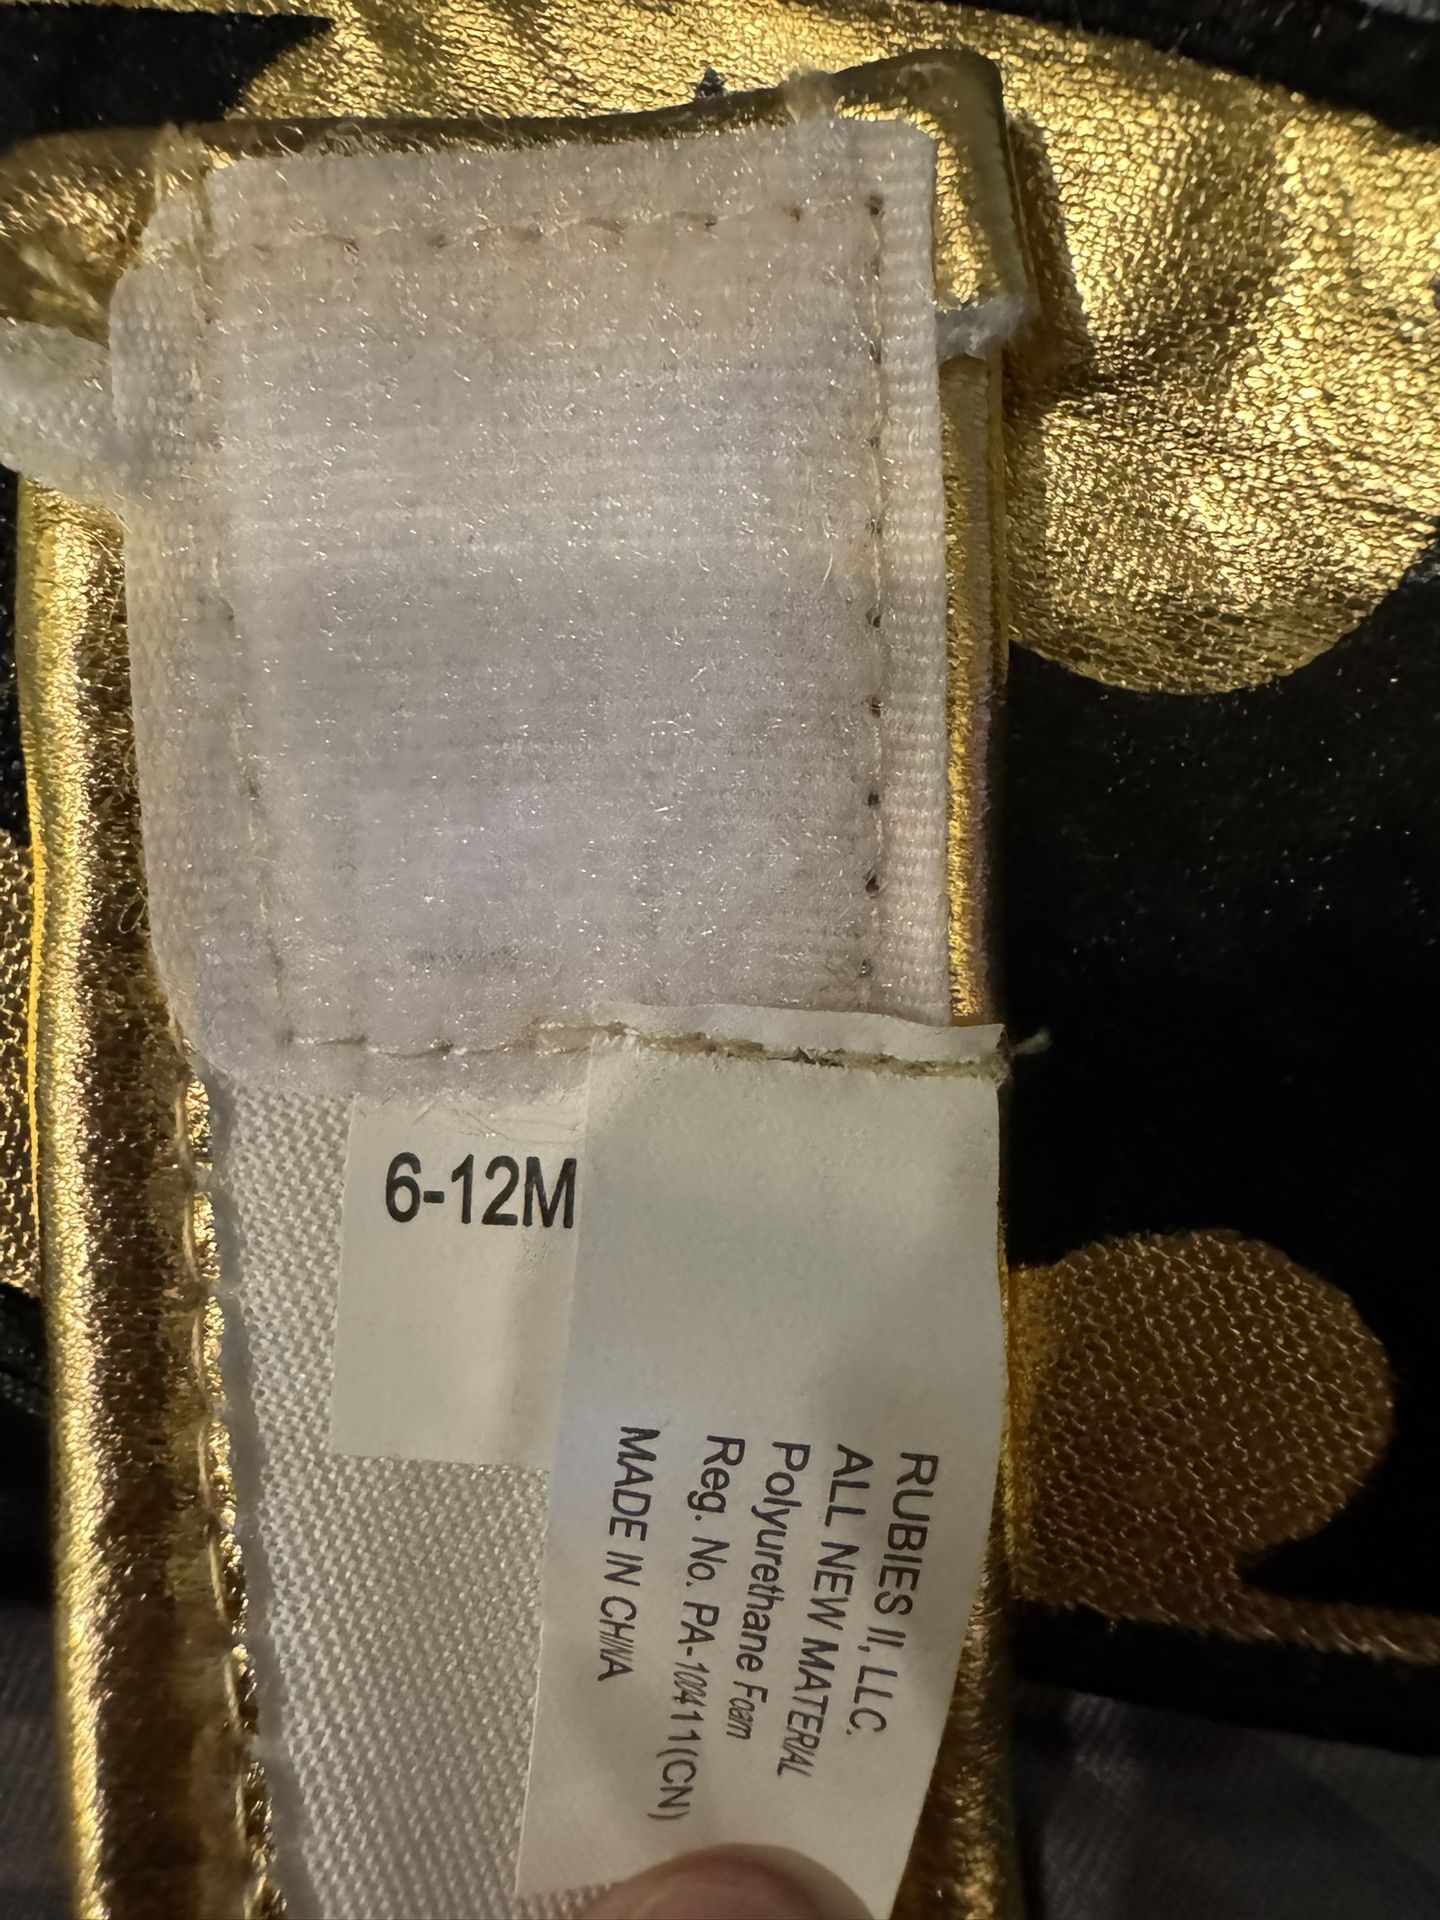 6-12M
RUBIES II, LLC.
ALL NEW MATERIAL
Polyurethane Foam
Reg. No. PA-10411(CN)
MADE IN CHINA